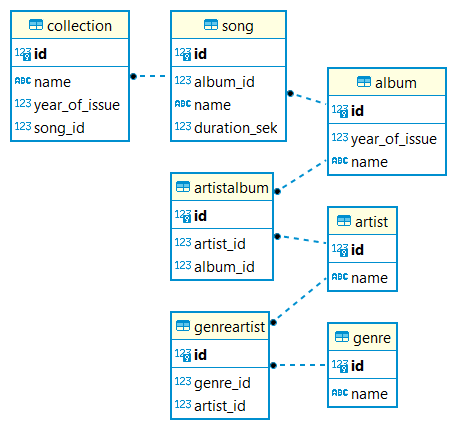 collection
123 id
ABC name
123 year_of_issue
123 song_id
song
123 id
123 album_id
ABC name
123 duration_sek
album
123 id
123 year_of_issue
ABC name
artistalbum
123 id
123 artist_id
123 album_id
artist
123 id
ABC name
genreartist
123 id
123 genre_id
123 artist_id
genre
123 id
ABC name